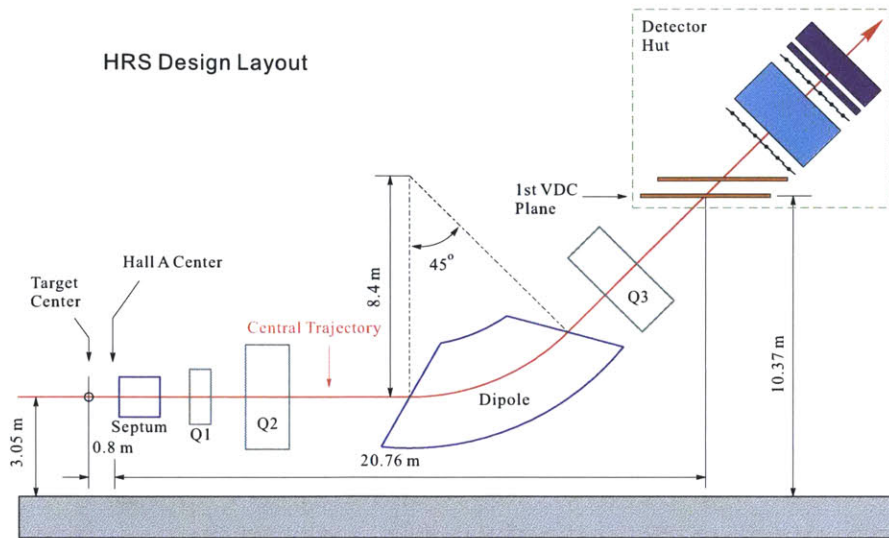 HRS Design Layout
Detector
Hut
1st VDC
Plane
8.4 m
45°
Hall A Center
Target
Center
Central Trajectory
Q3
10.37 m
Dipole
Septum
Q1
Q2
3.05 m
0.8 m
20.76 m